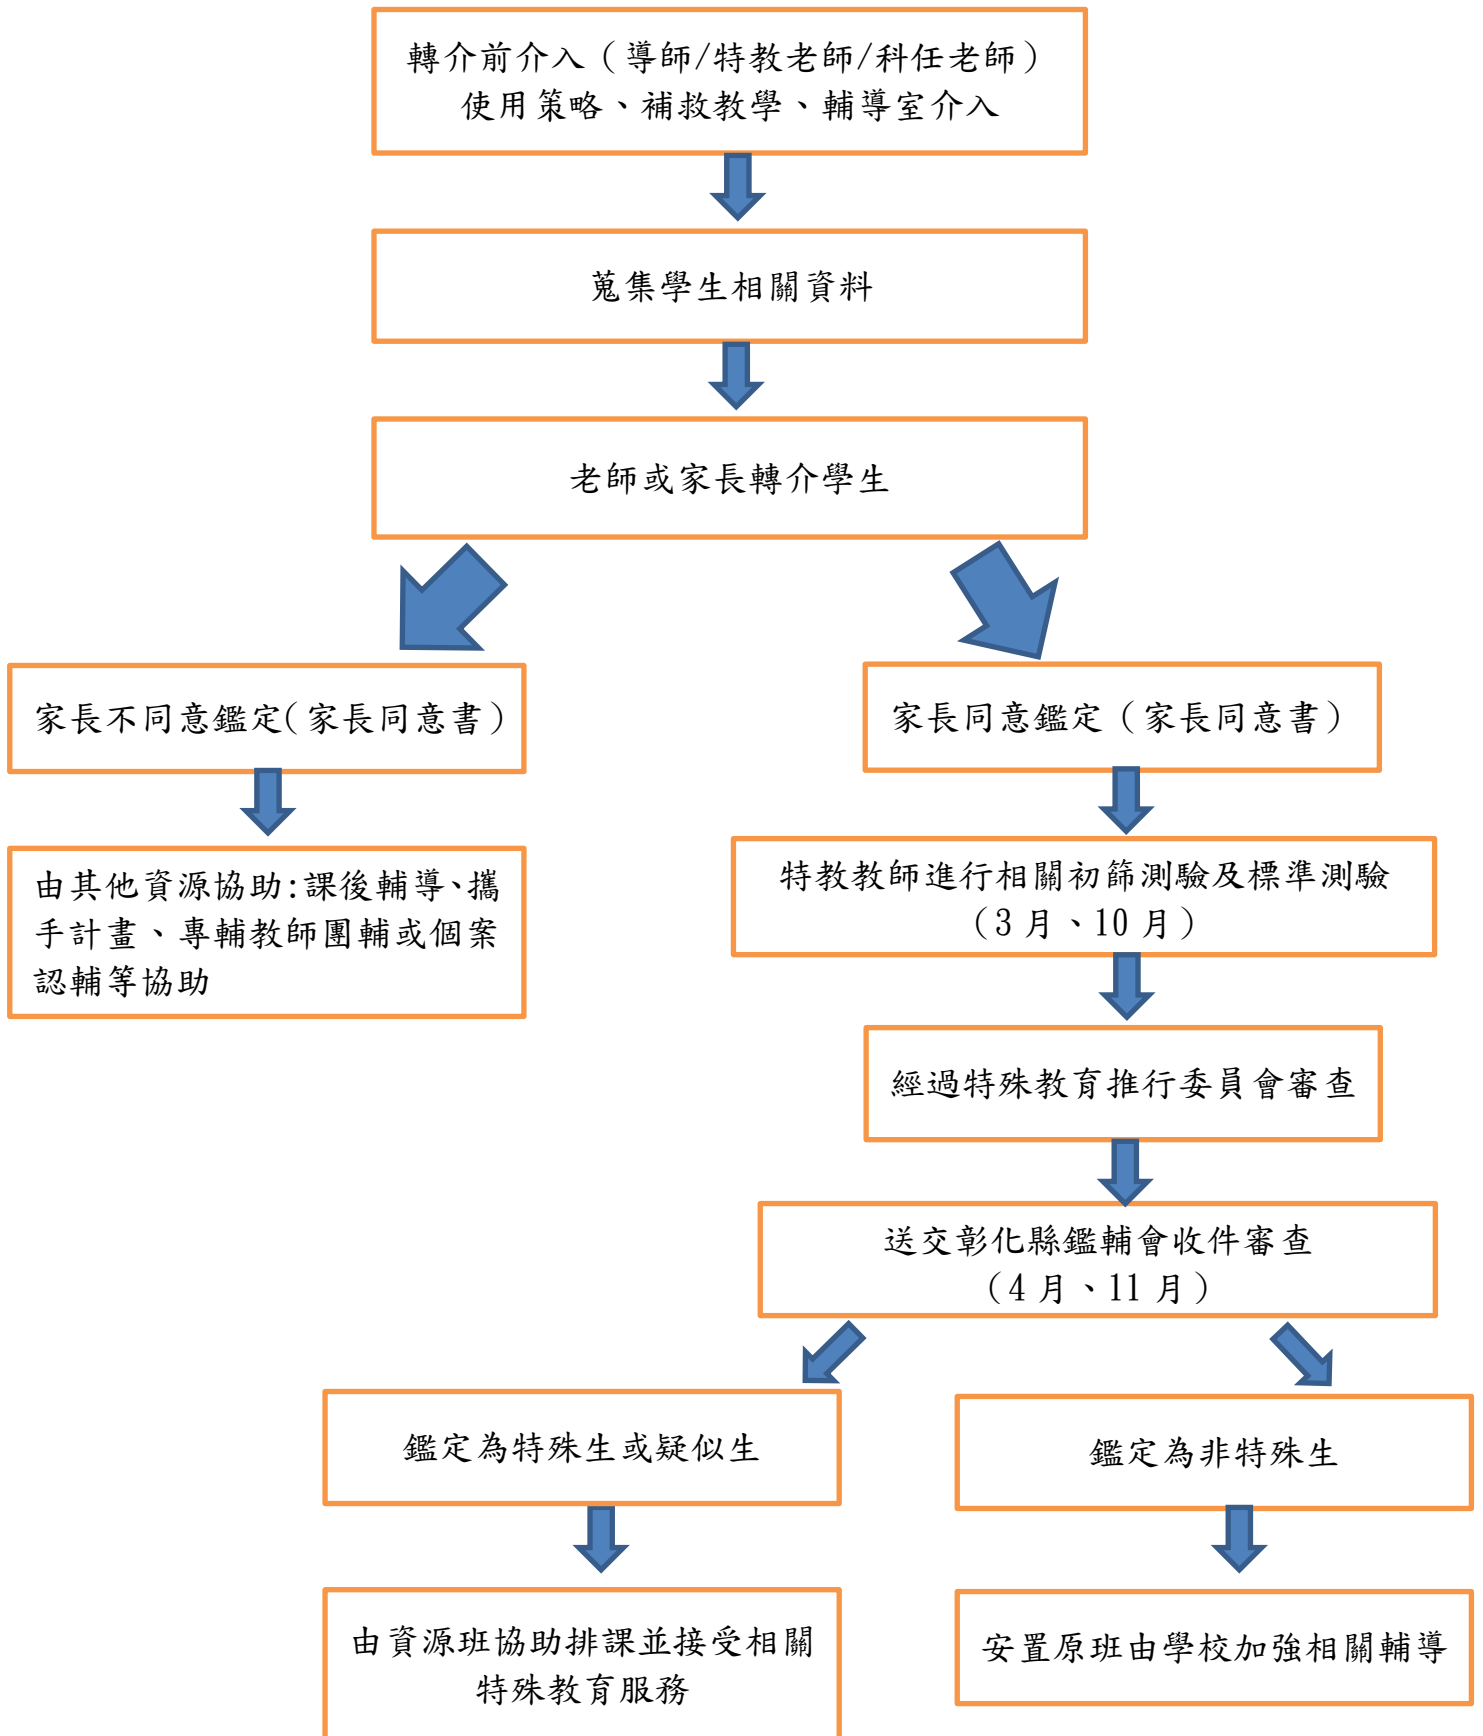 轉介前介入（導師/特教老師/科任老師）
使用策略、補救教學、輔導室介入
蒐集學生相關資料
老師或家長轉介學生
家長不同意鑑定(家長同意書）
家長同意鑑定（家長同意書）
由其他資源協助:課後輔導、攜
手計畫、專輔教師團輔或個案
認輔等協助
特教教師進行相關初篩測驗及標準測驗
（3 月、10 月）
經過特殊教育推行委員會審查
送交彰化縣鑑輔會收件審查
（4 月、11 月）
鑑定為特殊生或疑似生
鑑定為非特殊生
由資源班協助排課並接受相關
特殊教育服務
安置原班由學校加強相關輔導